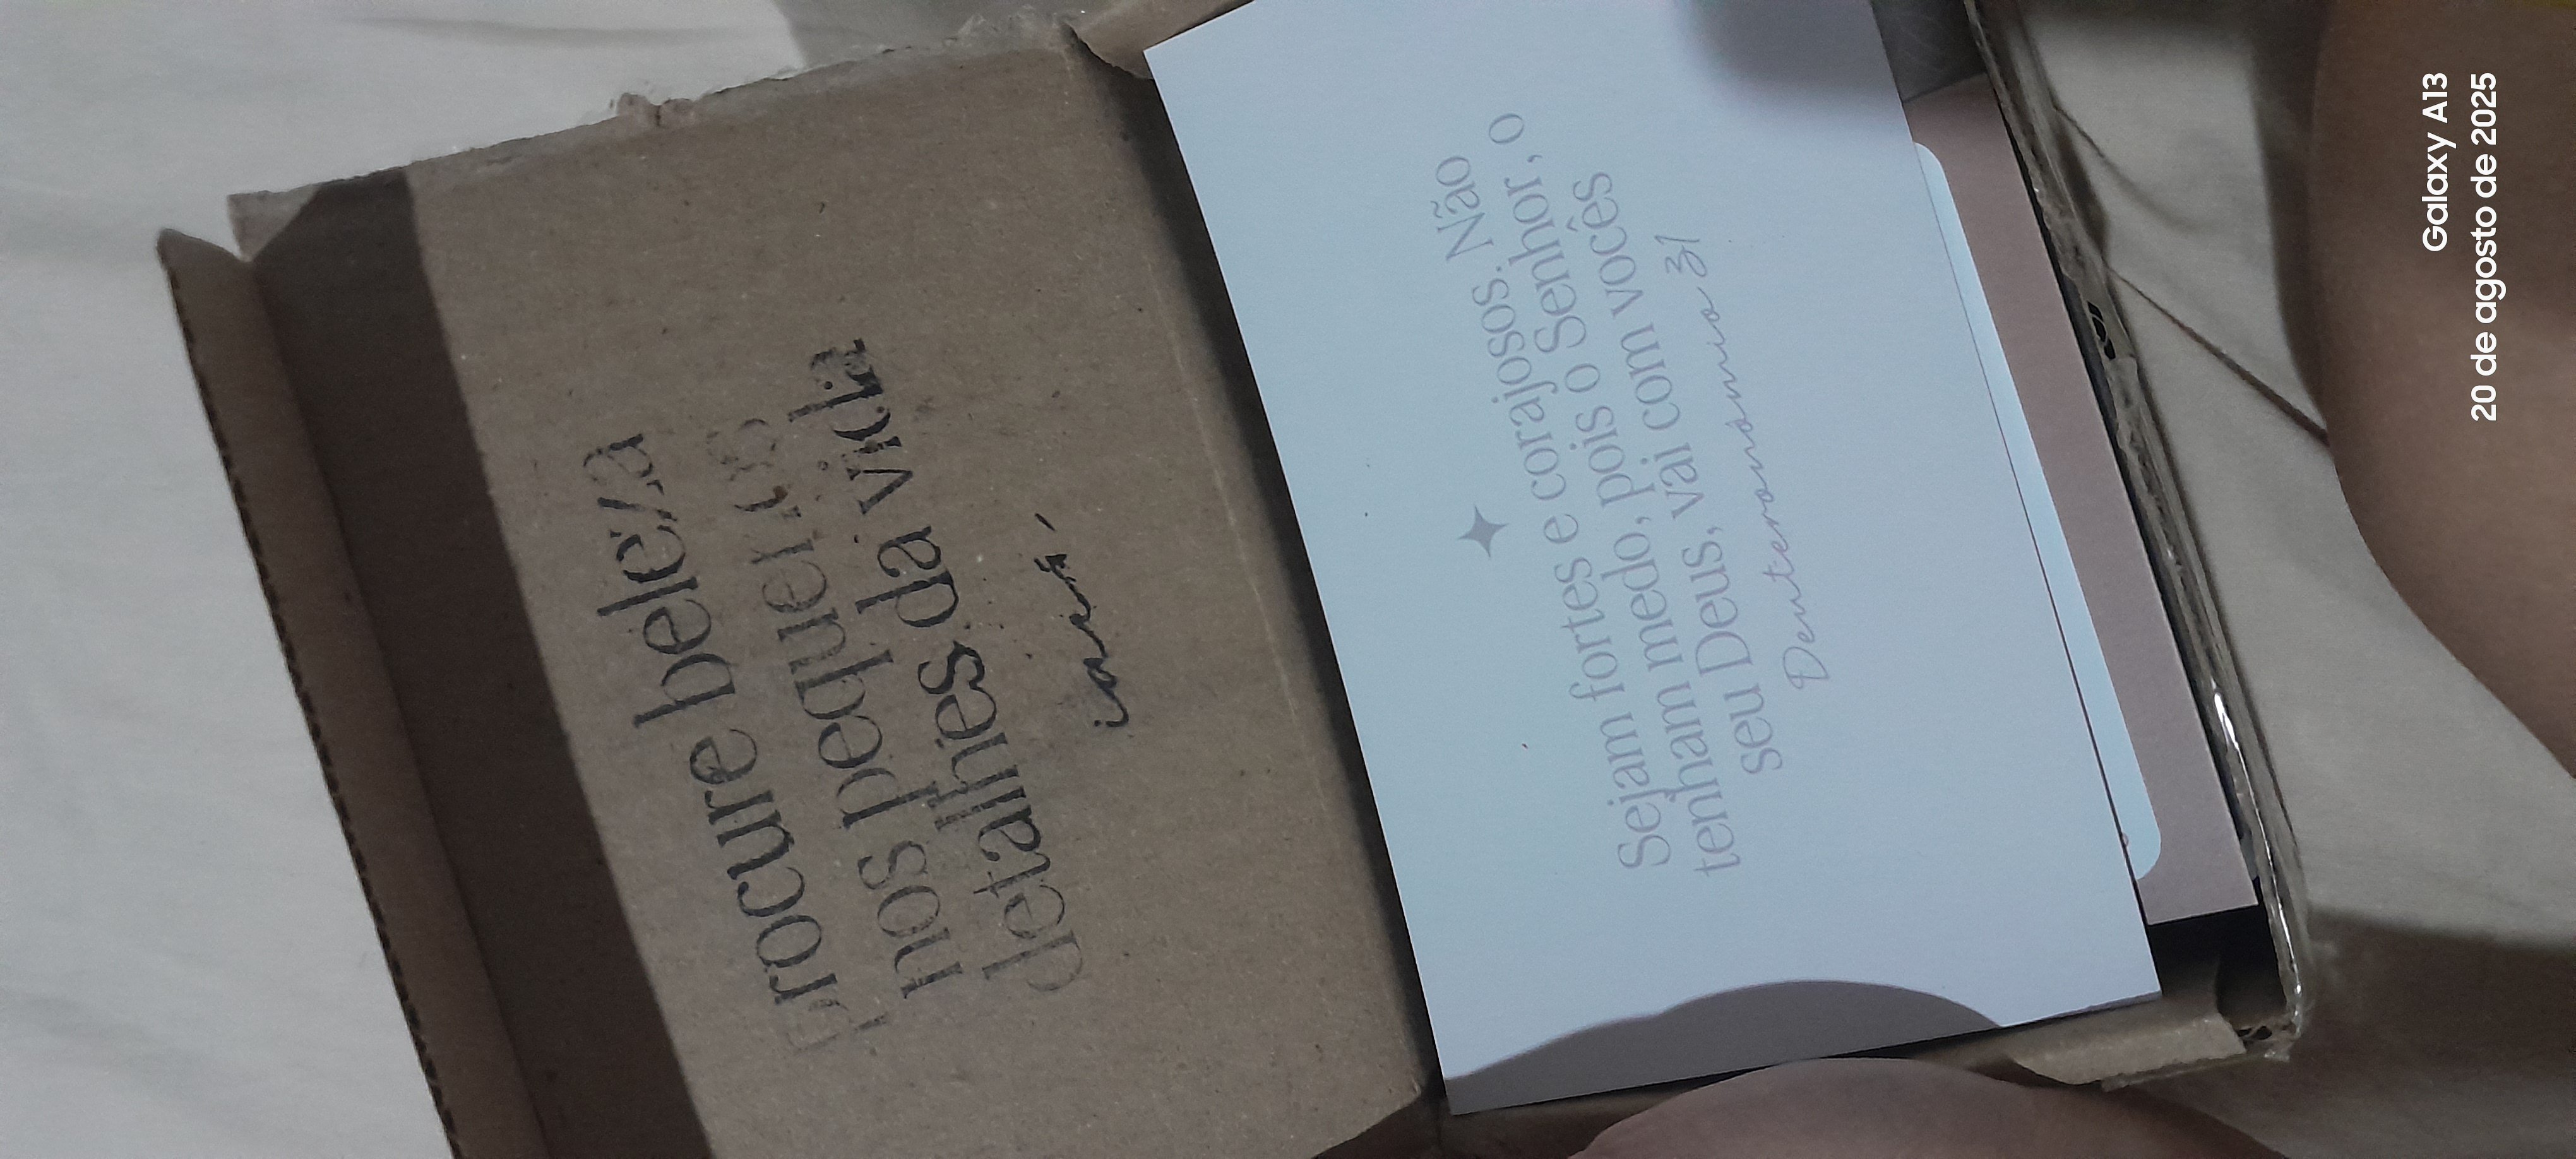 Procure beleza
nos pequenos
detalhes da vida
Sejam fortes e corajosos. Não
tenham medo, pois o Senhor, o
seu Deus, vai com vocês
Deuteronômio 31
Galaxy A13
20 de agosto de 2025